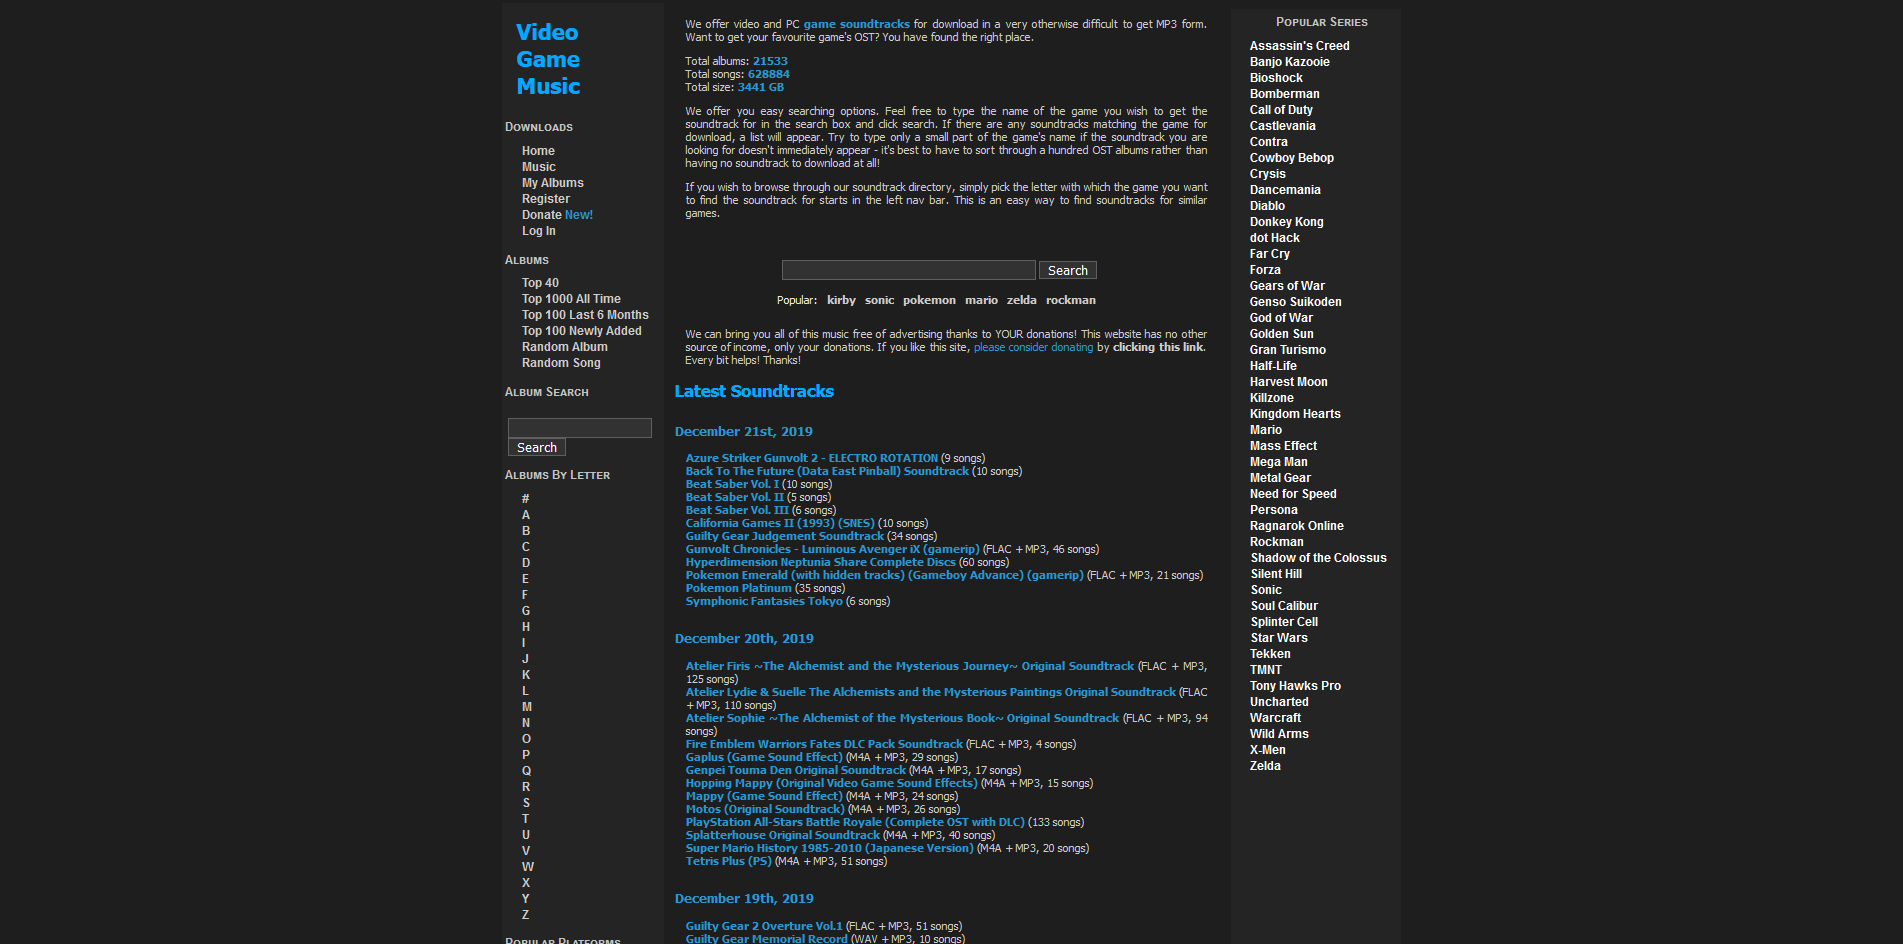 Video
Game
Music
Downloads
Home
Music
My Albums
Register
Donate New!
Log In
Albums
Top 40
Top 1000 All Time
Top 100 Last 6 Months
Top 100 Newly Added
Random Album
Random Song
Album Search
Search
Albums By Letter
#
A
B
C
D
E
F
G
H
I
J
K
L
M
N
O
P
Q
R
S
T
U
V
W
X
Y
Z
Popular Platforms
We offer video and PC game soundtracks for download in a very otherwise difficult to get MP3 form.
Want to get your favourite game's OST? You have found the right place.
Total albums: 21533
Total songs: 628884
Total size: 3441 GB
We offer you easy searching options. Feel free to type the name of the game you wish to get the
soundtrack for in the search box and click search. If there are any soundtracks matching the game for
download, a list will appear. Try to type only a small part of the game's name if the soundtrack you are
looking for doesn't immediately appear - it's best to have to sort through a hundred OST albums rather than
having no soundtrack to download at all!
If you wish to browse through our soundtrack directory, simply pick the letter with which the game you want
to find the soundtrack for starts in the left nav bar. This is an easy way to find soundtracks for similar
games.
Search
Popular: kirby sonic pokemon mario zelda rockman
We can bring you all of this music free of advertising thanks to YOUR donations! This website has no other
source of income, only your donations. If you like this site, please consider donating by clicking this link.
Every bit helps! Thanks!
Latest Soundtracks
December 21st, 2019
Azure Striker Gunvolt 2 - ELECTRO ROTATION (9 songs)
Back To The Future (Data East Pinball) Soundtrack (10 songs)
Beat Saber Vol. I (10 songs)
Beat Saber Vol. II (5 songs)
Beat Saber Vol. III (6 songs)
California Games II (1993) (SNES) (10 songs)
Guilty Gear Judgement Soundtrack (34 songs)
Gunvolt Chronicles - Luminous Avenger iX (gamerip) (FLAC + MP3, 46 songs)
Hyperdimension Neptunia Share Complete Discs (60 songs)
Pokemon Emerald (with hidden tracks) (Gameboy Advance) (gamerip) (FLAC + MP3, 21 songs)
Pokemon Platinum (35 songs)
Symphonic Fantasies Tokyo (6 songs)
December 20th, 2019
Atelier Firis ~The Alchemist and the Mysterious Journey~ Original Soundtrack (FLAC + MP3,
125 songs)
Atelier Lydie & Suelle The Alchemists and the Mysterious Paintings Original Soundtrack (FLAC
+ MP3, 110 songs)
Atelier Sophie ~The Alchemist of the Mysterious Book~ Original Soundtrack (FLAC + MP3, 94
songs)
Fire Emblem Warriors Fates DLC Pack Soundtrack (FLAC + MP3, 4 songs)
Gaplus (Game Sound Effect) (M4A + MP3, 29 songs)
Genpei Touma Den Original Soundtrack (M4A + MP3, 17 songs)
Hopping Mappy (Original Video Game Sound Effects) (M4A + MP3, 15 songs)
Mappy (Game Sound Effect) (M4A + MP3, 24 songs)
Motos (Original Soundtrack) (M4A + MP3, 26 songs)
PlayStation All-Stars Battle Royale (Complete OST with DLC) (133 songs)
Splatterhouse Original Soundtrack (M4A + MP3, 40 songs)
Super Mario History 1985-2010 (Japanese Version) (M4A + MP3, 20 songs)
Tetris Plus (PS) (M4A + MP3, 51 songs)
December 19th, 2019
Guilty Gear 2 Overture Vol.1 (FLAC + MP3, 51 songs)
Guilty Gear Memorial Record (WAV + MP3, 10 songs)
Popular Series
Assassin's Creed
Banjo Kazooie
Bioshock
Bomberman
Call of Duty
Castlevania
Contra
Cowboy Bebop
Crysis
Dancemania
Diablo
Donkey Kong
dot Hack
Far Cry
Forza
Gears of War
Genso Suikoden
God of War
Golden Sun
Gran Turismo
Half-Life
Harvest Moon
Killzone
Kingdom Hearts
Mario
Mass Effect
Mega Man
Metal Gear
Need for Speed
Persona
Ragnarok Online
Rockman
Shadow of the Colossus
Silent Hill
Sonic
Soul Calibur
Splinter Cell
Star Wars
Tekken
TMNT
Tony Hawks Pro
Uncharted
Warcraft
Wild Arms
X-Men
Zelda